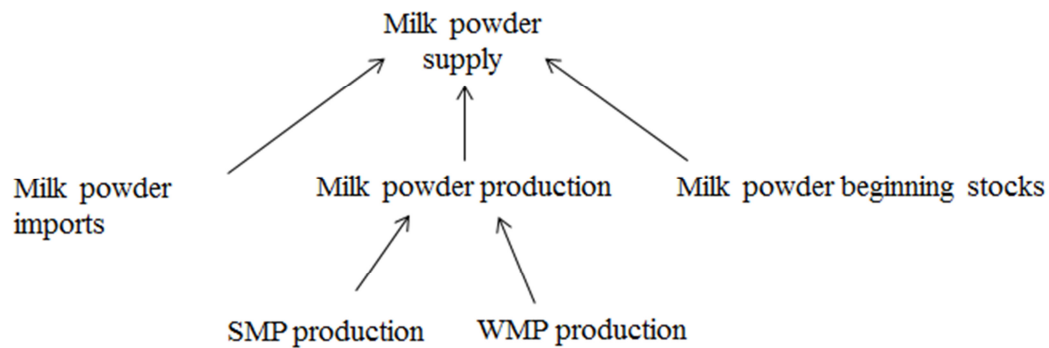 Milk powder
supply
Milk powder
imports
Milk powder production
Milk powder beginning stocks
SMP production
WMP production